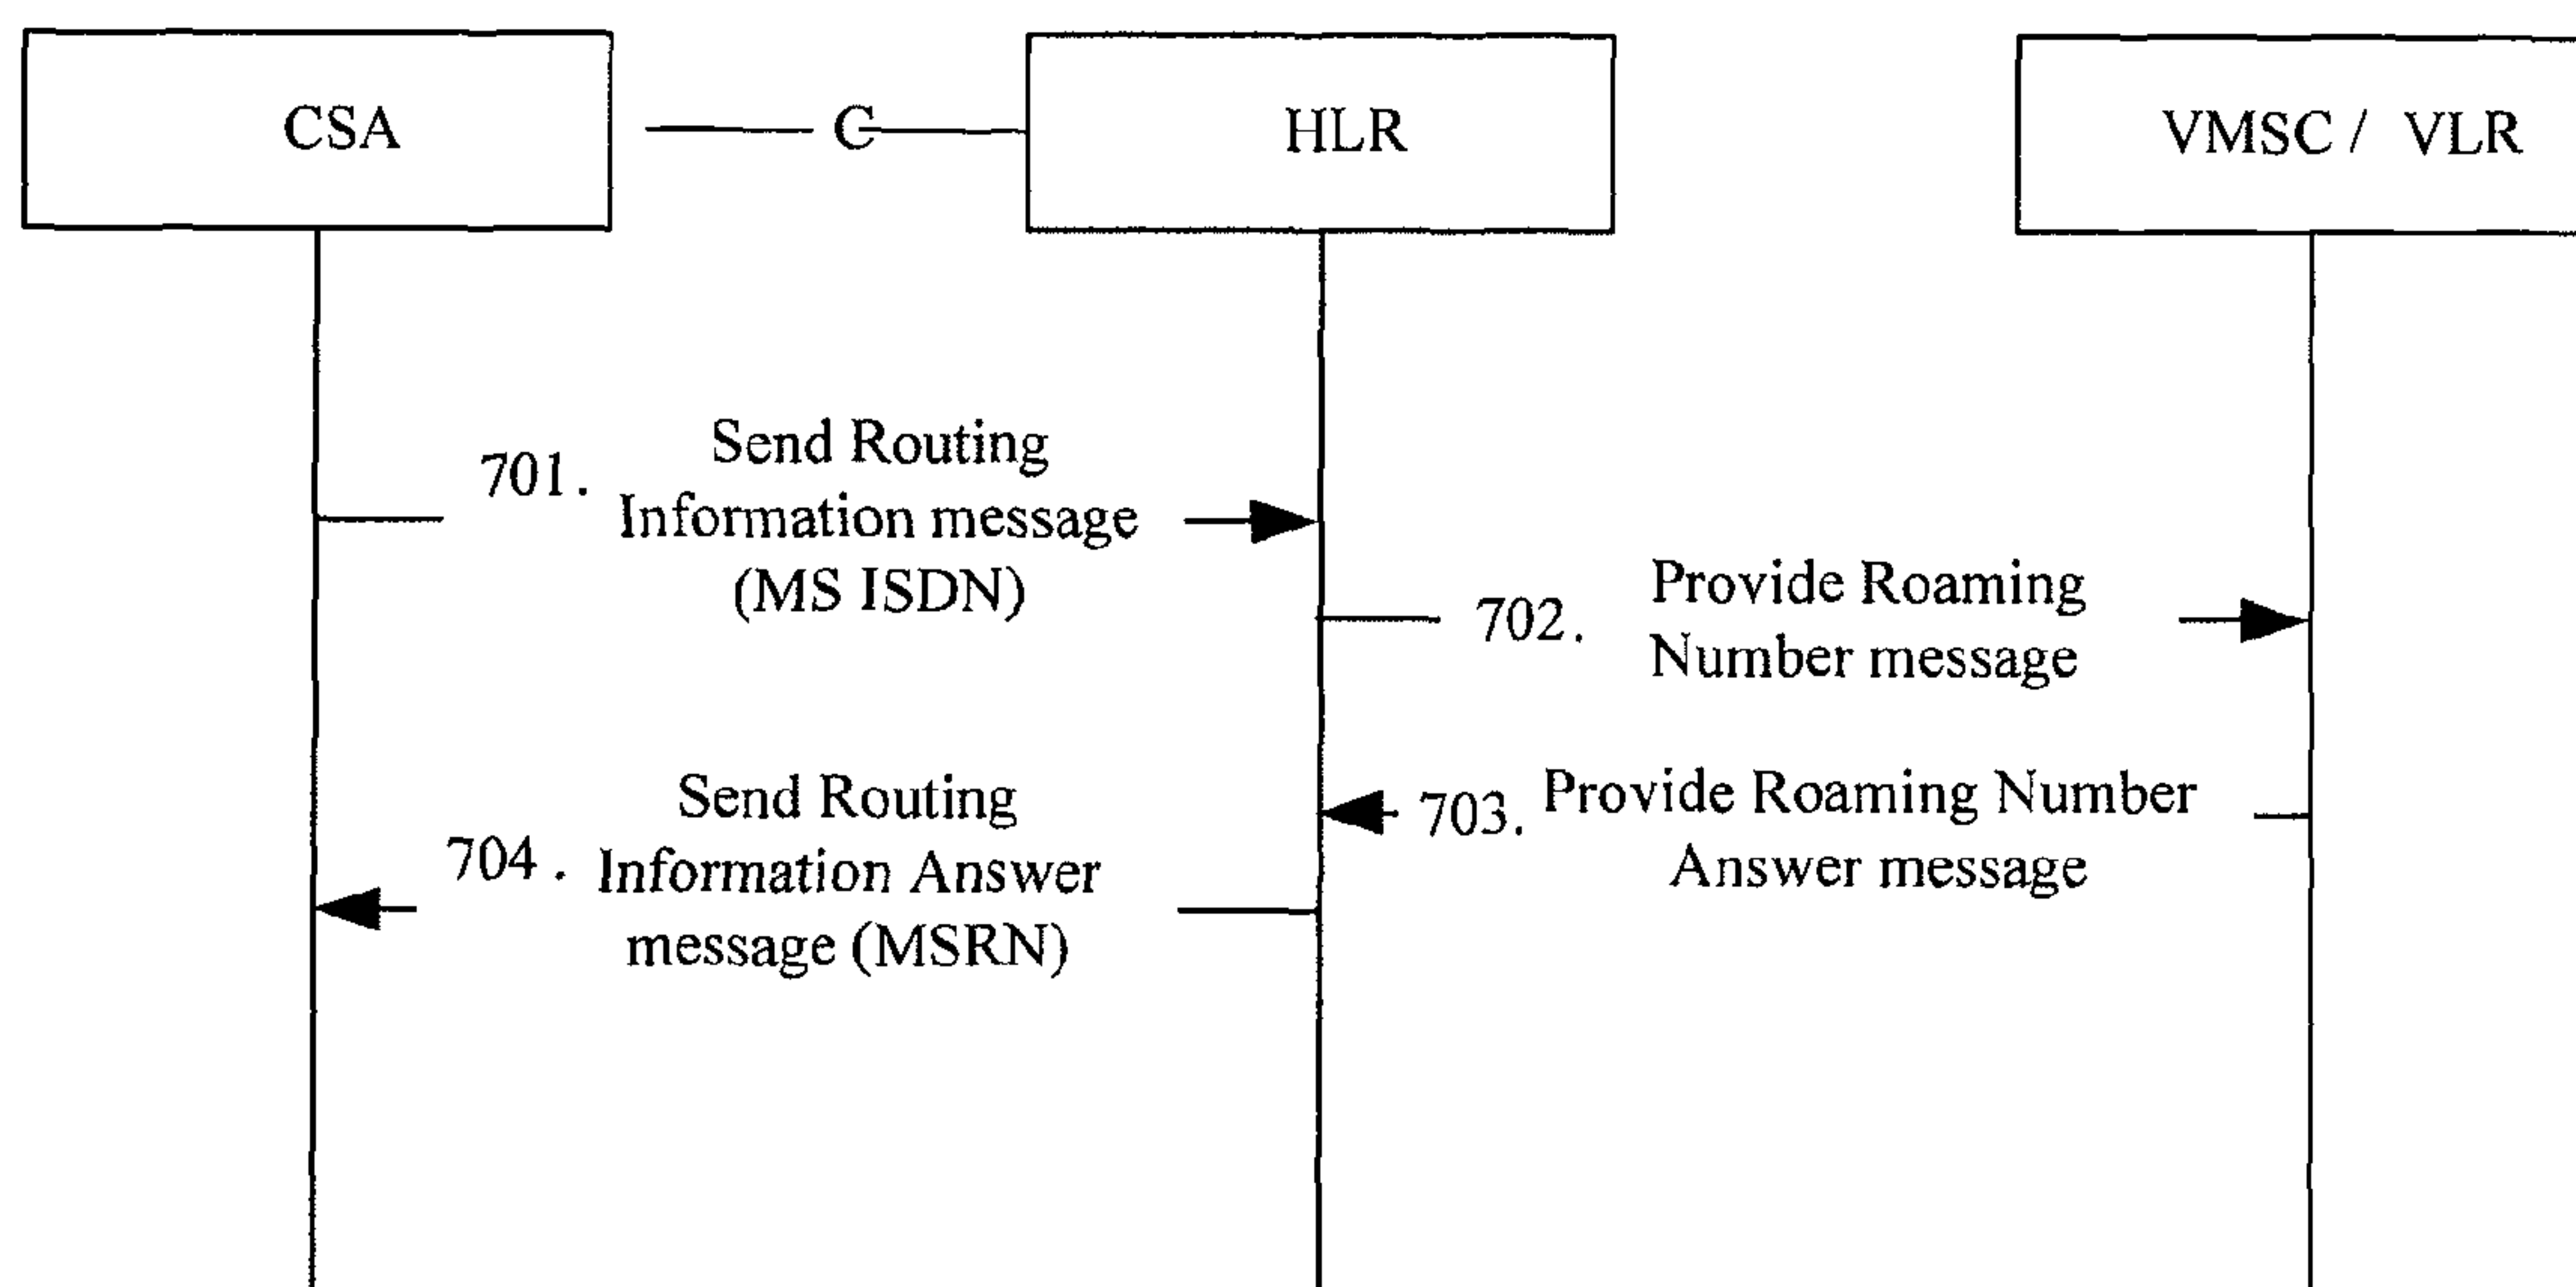 CSA
C
HLR
VMSC / VLR
701.
Send Routing
Information message
(MS ISDN)
702.
Provide Roaming
Number message
703.
Provide Roaming Number
Answer message
704.
Send Routing
Information Answer
message (MSRN)